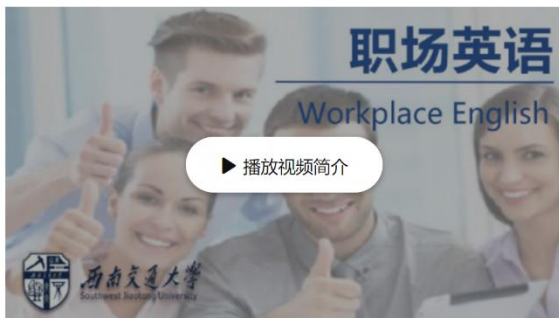 职场英语
Workplace English
播放视频简介
西南交通大学
Southwest Jiaotong University